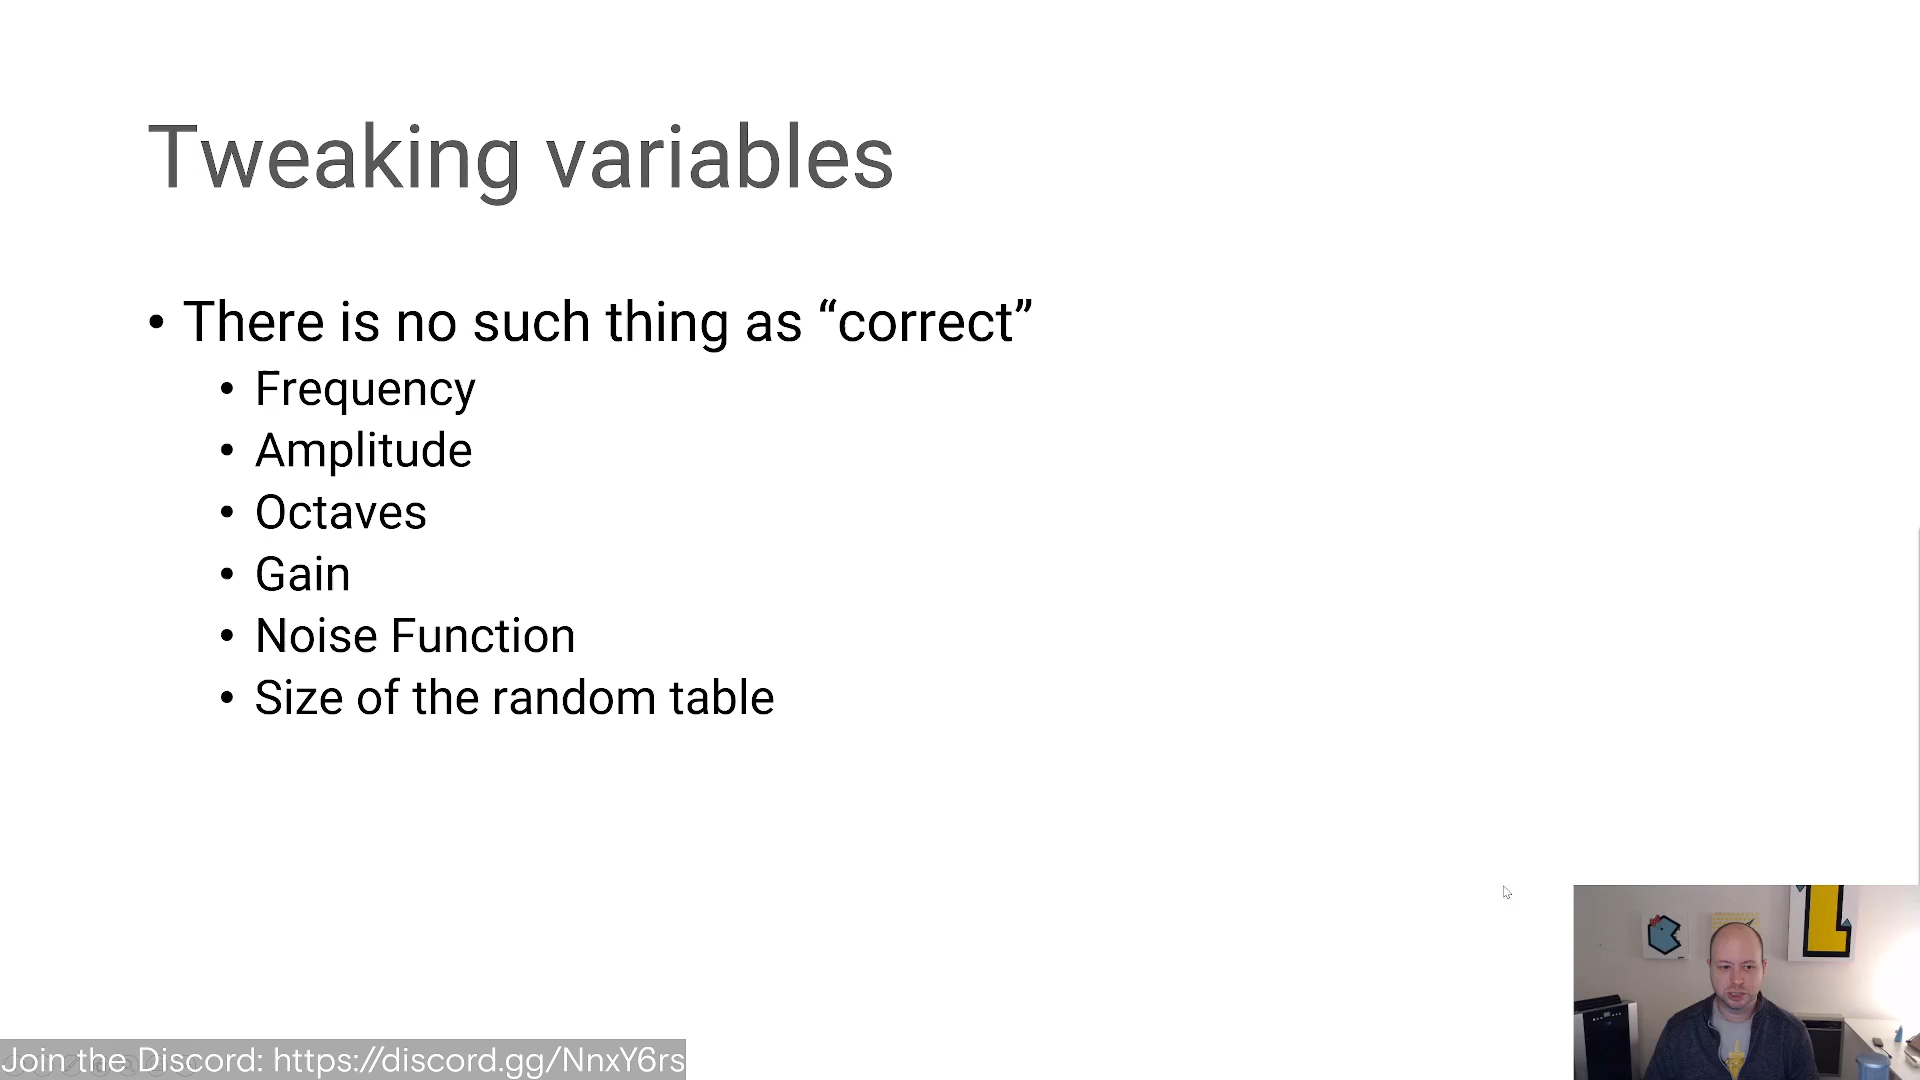 Tweaking variables
• There is no such thing as “correct”
• Frequency
• Amplitude
• Octaves
• Gain
• Noise Function
• Size of the random table
Join the Discord: https://discord.gg/NnxY6rs